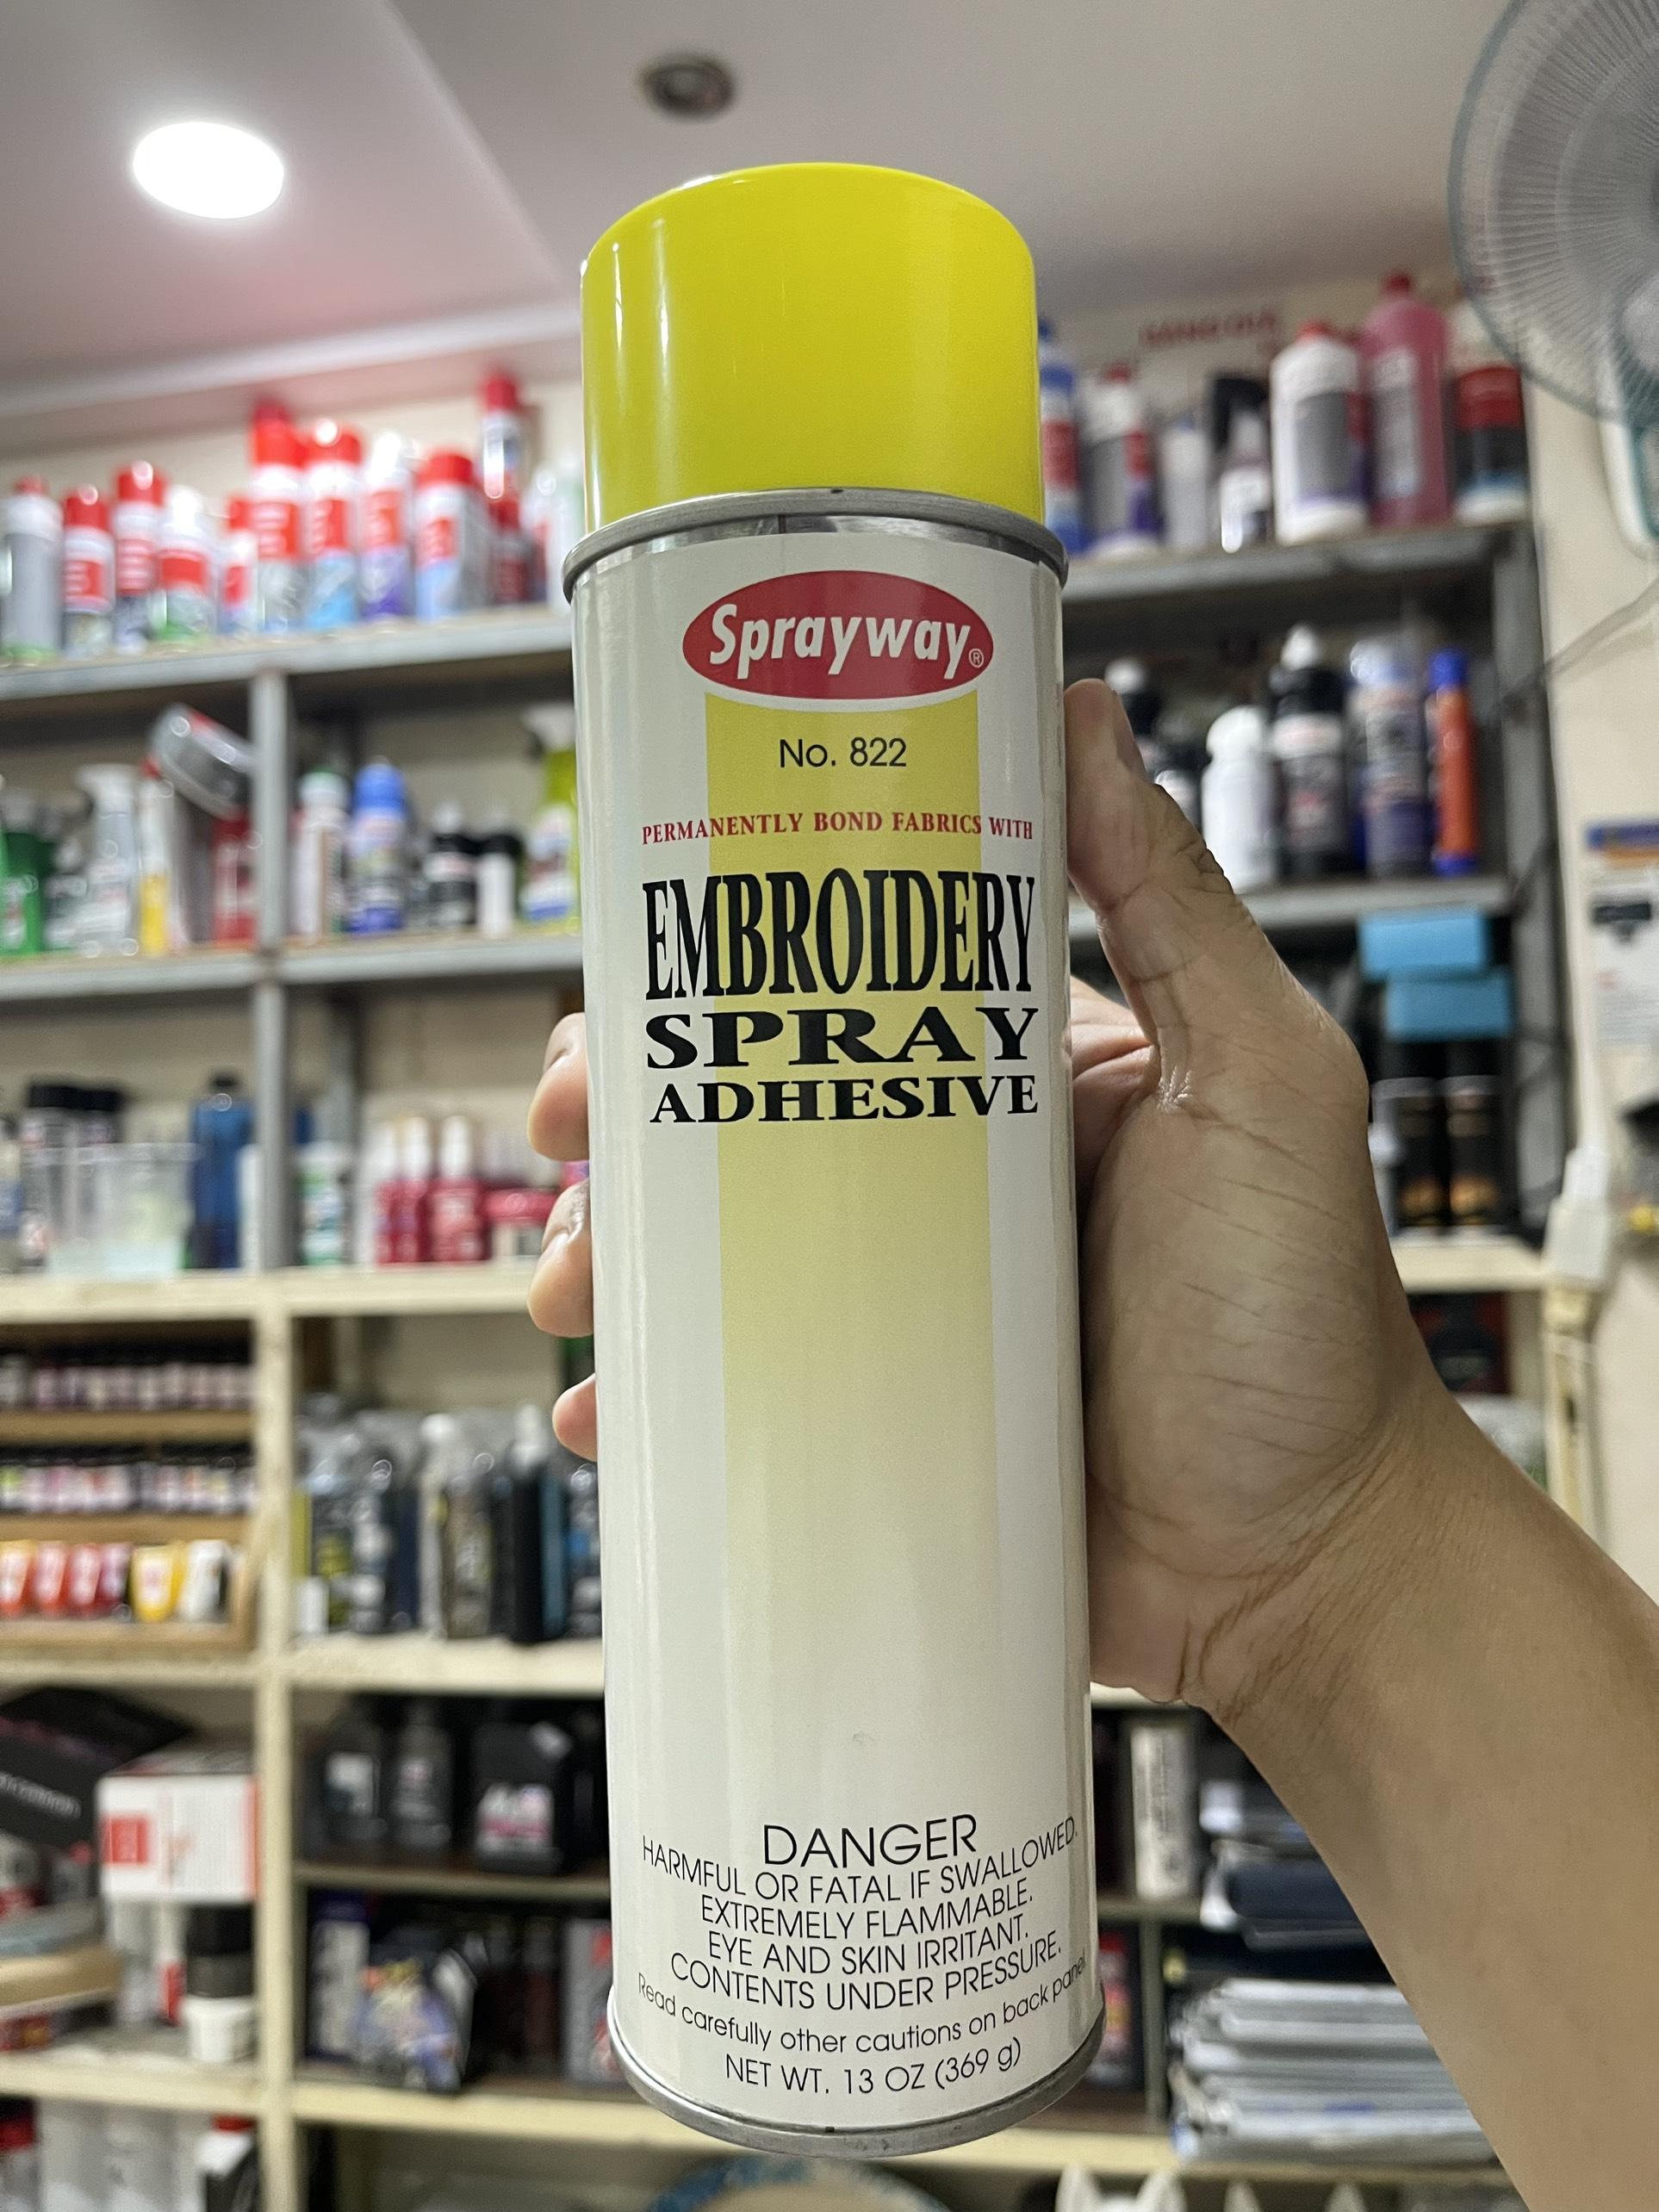 Sprayway®
No. 822
PERMANENTLY BOND FABRICS WITH
EMBROIDERY
SPRAY
ADHESIVE
DANGER
HARMFUL OR FATAL IF SWALLOWED.
EXTREMELY FLAMMABLE.
EYE AND SKIN IRRITANT.
CONTENTS UNDER PRESSURE.
Read carefully other cautions on back panel
NET WT. 13 OZ (369 g)